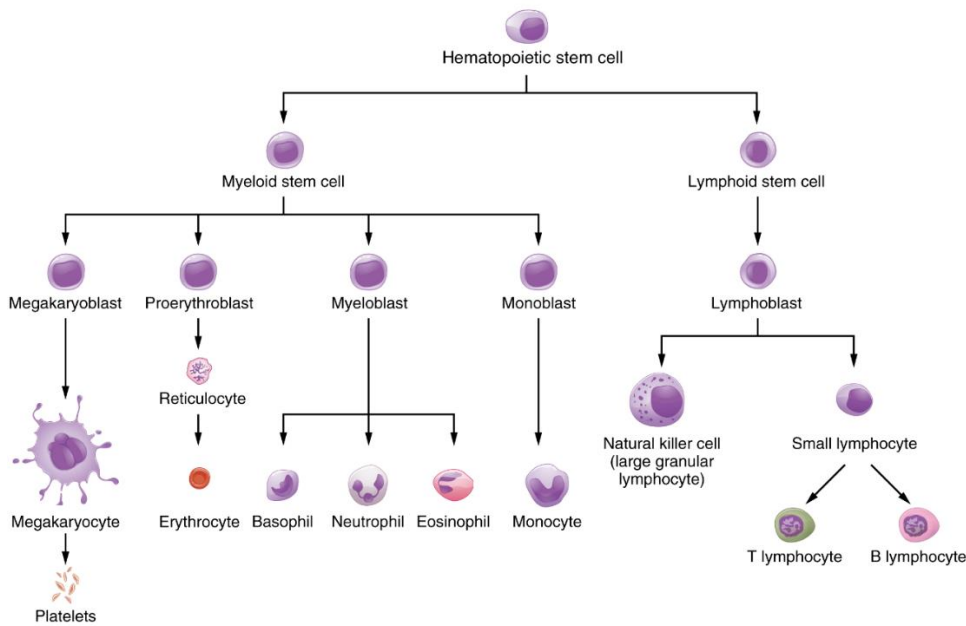 Hematopoietic stem cell
Myeloid stem cell
Lymphoid stem cell
Megakaryoblast
Proerythroblast
Myeloblast
Monoblast
Lymphoblast
Reticulocyte
Natural killer cell
(large granular
lymphocyte)
Small lymphocyte
Megakaryocyte
Erythrocyte
Basophil
Neutrophil
Eosinophil
Monocyte
T lymphocyte
B lymphocyte
Platelets